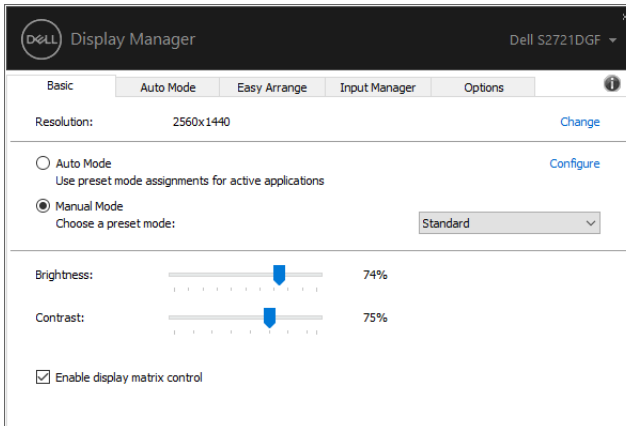 DELL Display Manager Dell S2721DGF
Basic Auto Mode Easy Arrange Input Manager Options
Resolution: 2560x1440 Change
Auto Mode Configure
Use preset mode assignments for active applications
Manual Mode
Choose a preset mode: Standard
Brightness: 74%
Contrast: 75%
Enable display matrix control